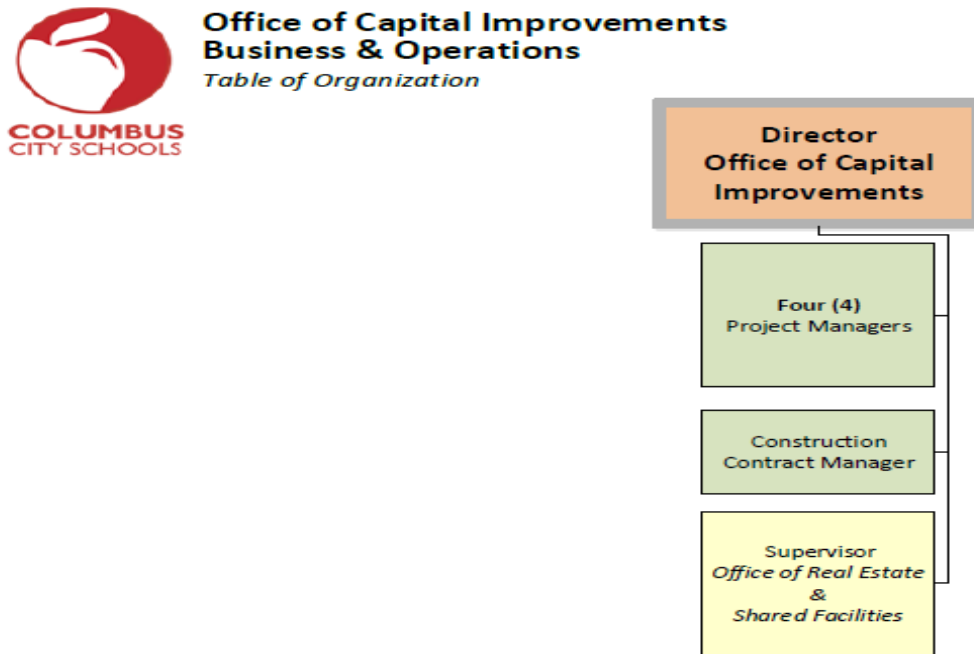 Office of Capital Improvements
Business & Operations
Table of Organization
COLUMBUS
CITY SCHOOLS
Director
Office of Capital
Improvements
Four (4)
Project Managers
Construction
Contract Manager
Supervisor
Office of Real Estate
&
Shared Facilities